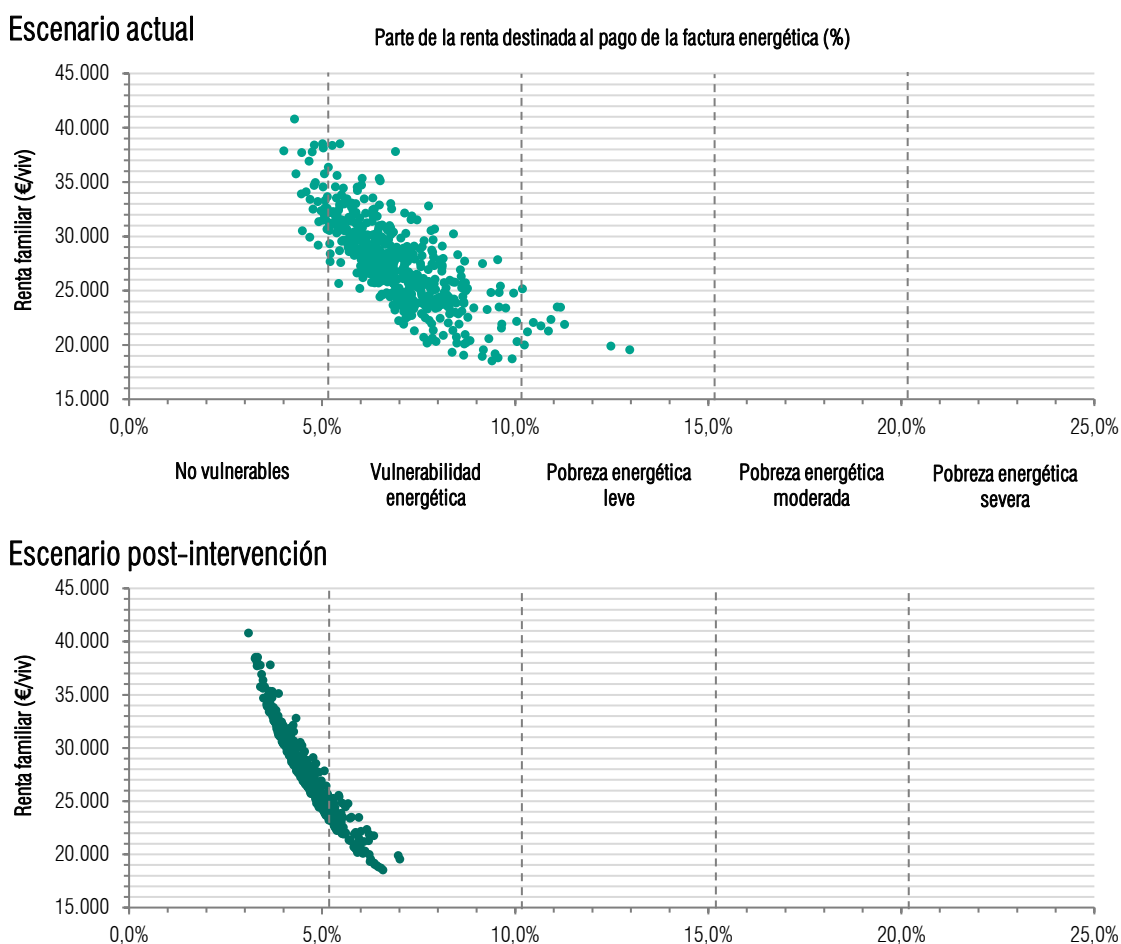 Escenario actual
Parte de la renta destinada al pago de la factura energética (%)
Renta familiar (€/viv)
45.000
40.000
35.000
30.000
25.000
20.000
15.000
0,0% 5,0% 10,0% 15,0% 20,0% 25,0%
No vulnerables
Vulnerabilidad
energética
Pobreza energética
leve
Pobreza energética
moderada
Pobreza energética
severa
Escenario post-intervención
Renta familiar (€/viv)
45.000
40.000
35.000
30.000
25.000
20.000
15.000
0,0% 5,0% 10,0% 15,0% 20,0% 25,0%